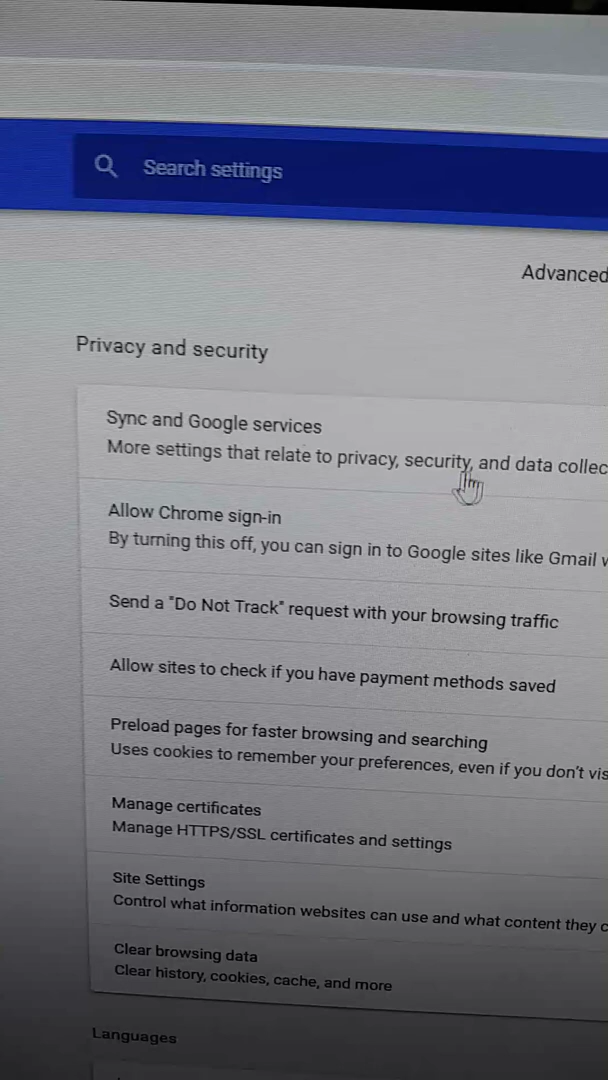 Search settings
Advanced
Privacy and security
Sync and Google services
More settings that relate to privacy, security, and data collec
Allow Chrome sign-in
By turning this off, you can sign in to Google sites like Gmail w
Send a "Do Not Track" request with your browsing traffic
Allow sites to check if you have payment methods saved
Preload pages for faster browsing and searching
Uses cookies to remember your preferences, even if you don't vis
Manage certificates
Manage HTTPS/SSL certificates and settings
Site Settings
Control what information websites can use and what content they c
Clear browsing data
Clear history, cookies, cache, and more
Languages